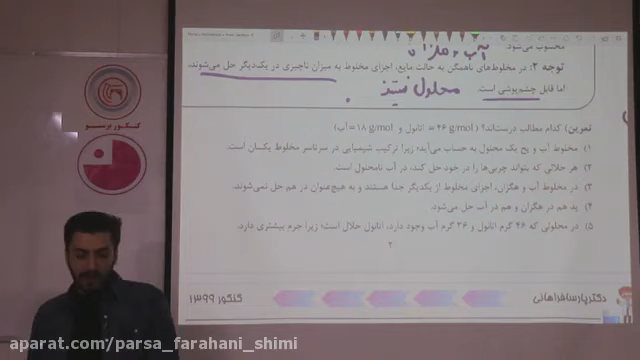 محسوب می‌شود.
آب و هگزان
توجه ۲: در مخلوط‌های ناهمگن به حالت مایع، اجزای مخلوط به میزان ناچیزی در یکدیگر حل می‌شوند،
اما قابل چشم‌پوشی است. محلول نیستند
تمرین) کدام مطالب درست‌اند؟ (۴۶ g/mol = اتانول و ۱۸ g/mol = آب)
۱) مخلوط آب و یخ یک محلول به حساب می‌آید؛ زیرا ترکیب شیمیایی در سرتاسر مخلوط یکسان است.
۲) هر حلالی که بتواند چربی‌ها را در خود حل کند، در آب نامحلول است.
۳) در مخلوط آب و هگزان، اجزای مخلوط از یکدیگر جدا هستند و به هیچ‌عنوان در هم حل نمی‌شوند.
۴) ید هم در هگزان و هم در آب حل می‌شود.
۵) در محلولی که ۴۶ گرم اتانول و ۳۶ گرم آب وجود دارد، اتانول حلال است؛ زیرا جرم بیشتری دارد.
۲
دکتر پارسا فراهانی
کنکور ۱۳۹۹
aparat.com/parsa_farahani_shimi